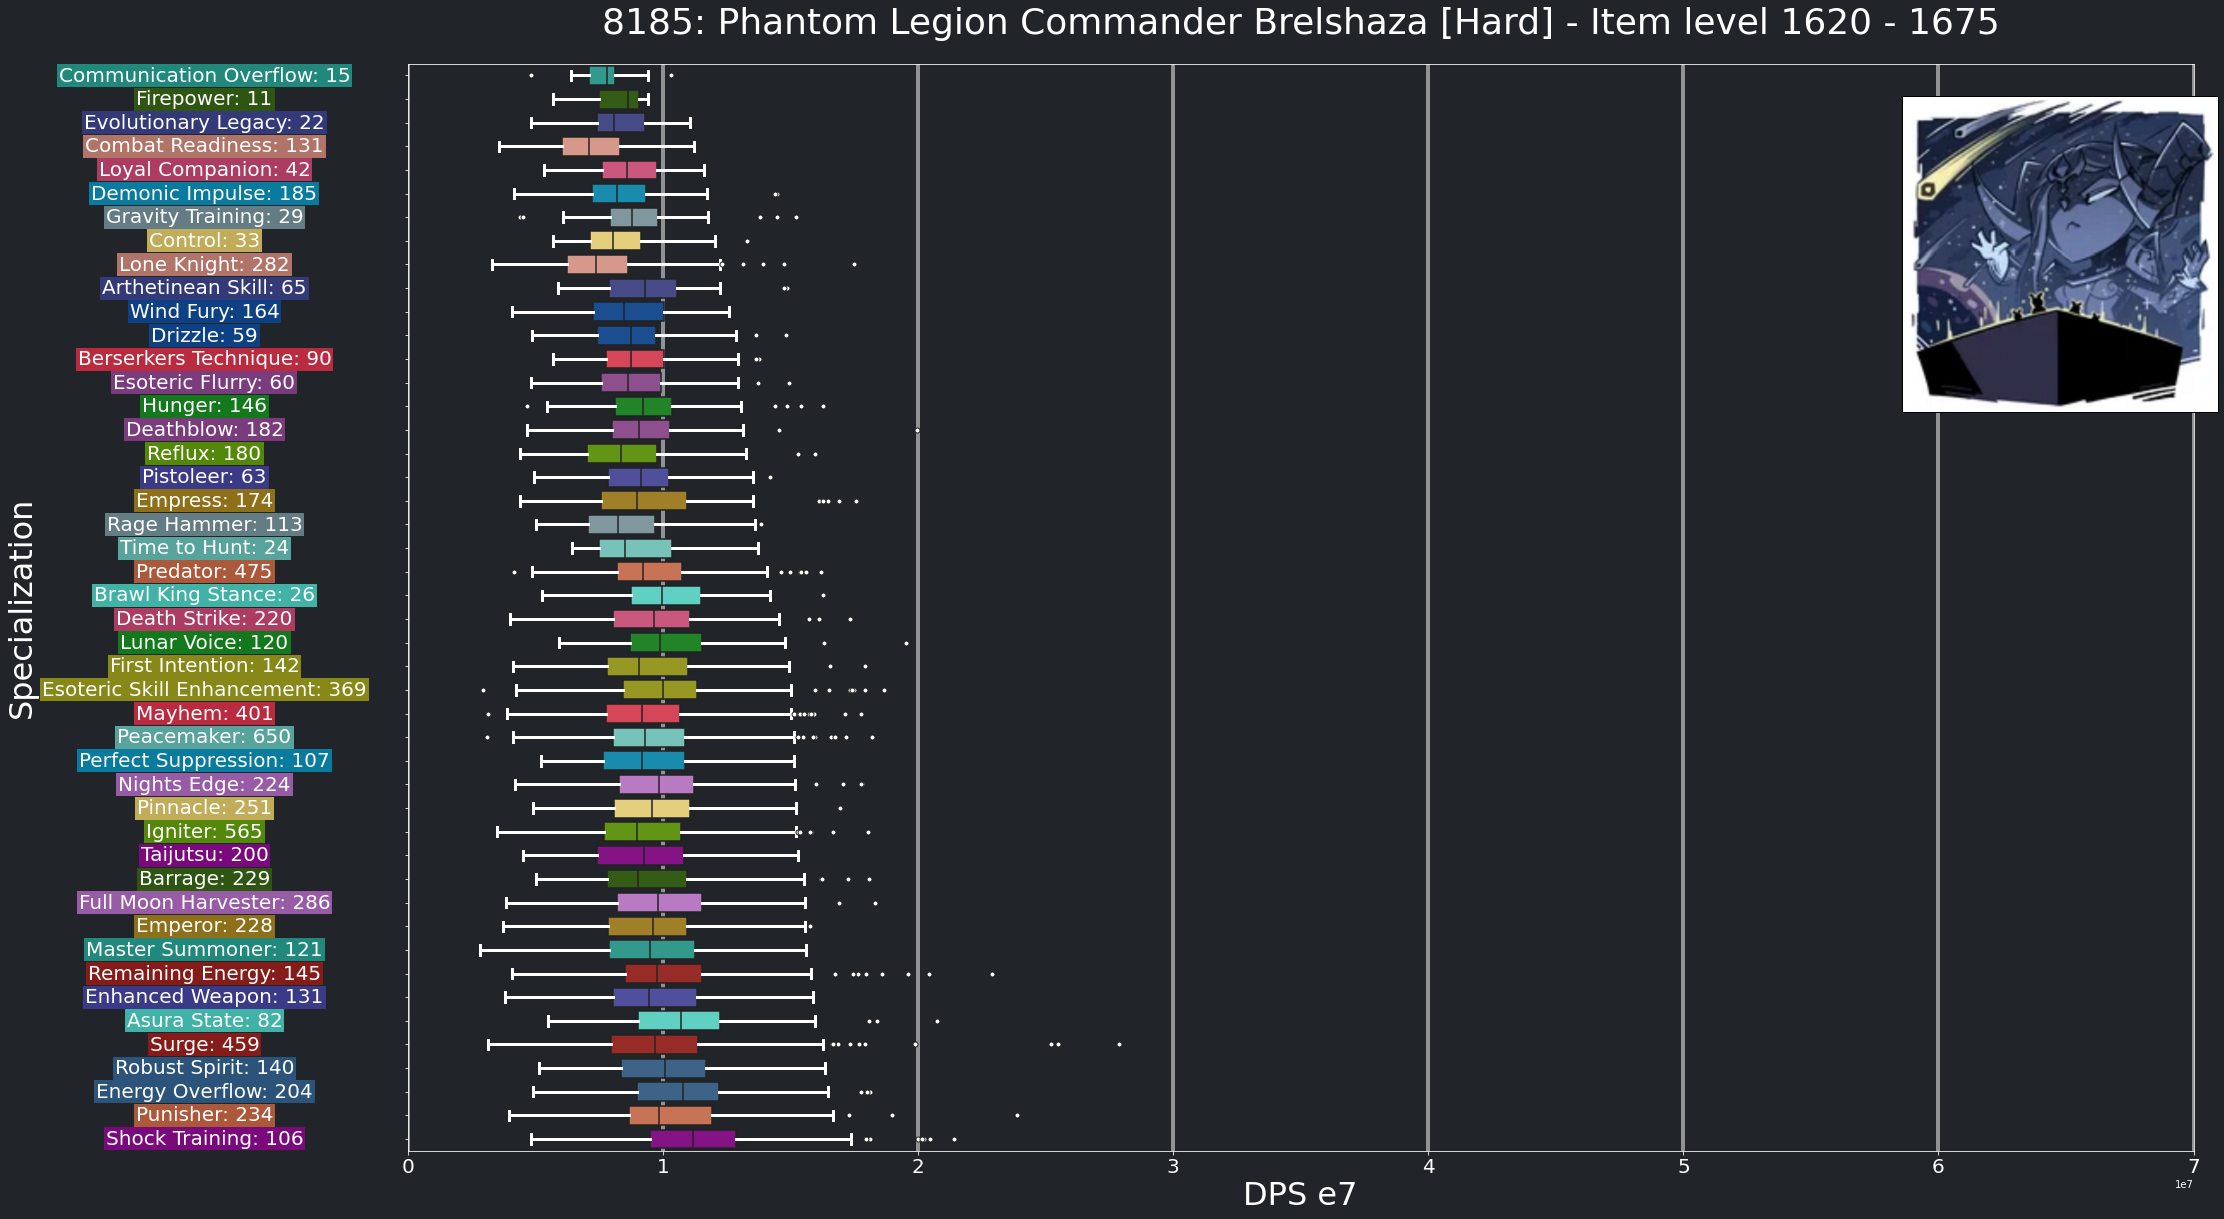 8185: Phantom Legion Commander Brelshaza [Hard] - Item level 1620 - 1675
Specialization
Communication Overflow: 15
Firepower: 11
Evolutionary Legacy: 22
Combat Readiness: 131
Loyal Companion: 42
Demonic Impulse: 185
Gravity Training: 29
Control: 33
Lone Knight: 282
Arthetinean Skill: 65
Wind Fury: 164
Drizzle: 59
Berserkers Technique: 90
Esoteric Flurry: 60
Hunger: 146
Deathblow: 182
Reflux: 180
Pistoleer: 63
Empress: 174
Rage Hammer: 113
Time to Hunt: 24
Predator: 475
Brawl King Stance: 26
Death Strike: 220
Lunar Voice: 120
First Intention: 142
Esoteric Skill Enhancement: 369
Mayhem: 401
Peacemaker: 650
Perfect Suppression: 107
Nights Edge: 224
Pinnacle: 251
Igniter: 565
Taijutsu: 200
Barrage: 229
Full Moon Harvester: 286
Emperor: 228
Master Summoner: 121
Remaining Energy: 145
Enhanced Weapon: 131
Asura State: 82
Surge: 459
Robust Spirit: 140
Energy Overflow: 204
Punisher: 234
Shock Training: 106
0 1 2 3 4 5 6 7
1e7
DPS e7